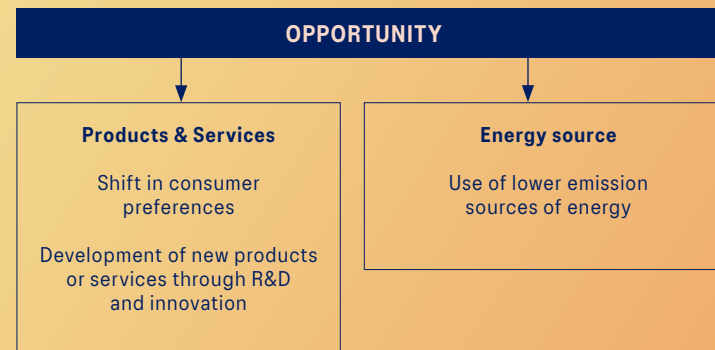 OPPORTUNITY
Products & Services
Shift in consumer
preferences
Development of new products
or services through R&D
and innovation
Energy source
Use of lower emission
sources of energy